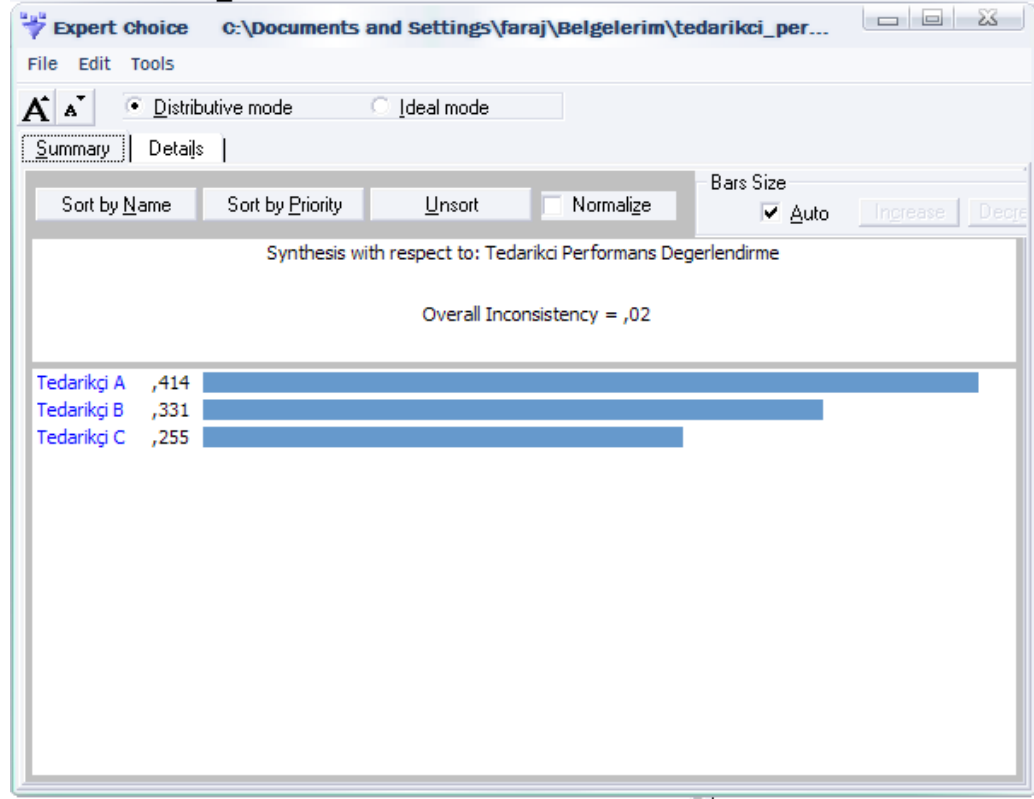 Expert Choice C:\Documents and Settings\faraj\Belgelerim\tedarikci_per...
File Edit Tools
A A Distributive mode Ideal mode
Summary Details
Bars Size
Sort by Name Sort by Priority Unsort Normalize Auto Increase Decre
Synthesis with respect to: Tedarikci Performans Degerlendirme
Overall Inconsistency = ,02
Tedarikçi A ,414
Tedarikçi B ,331
Tedarikçi C ,255